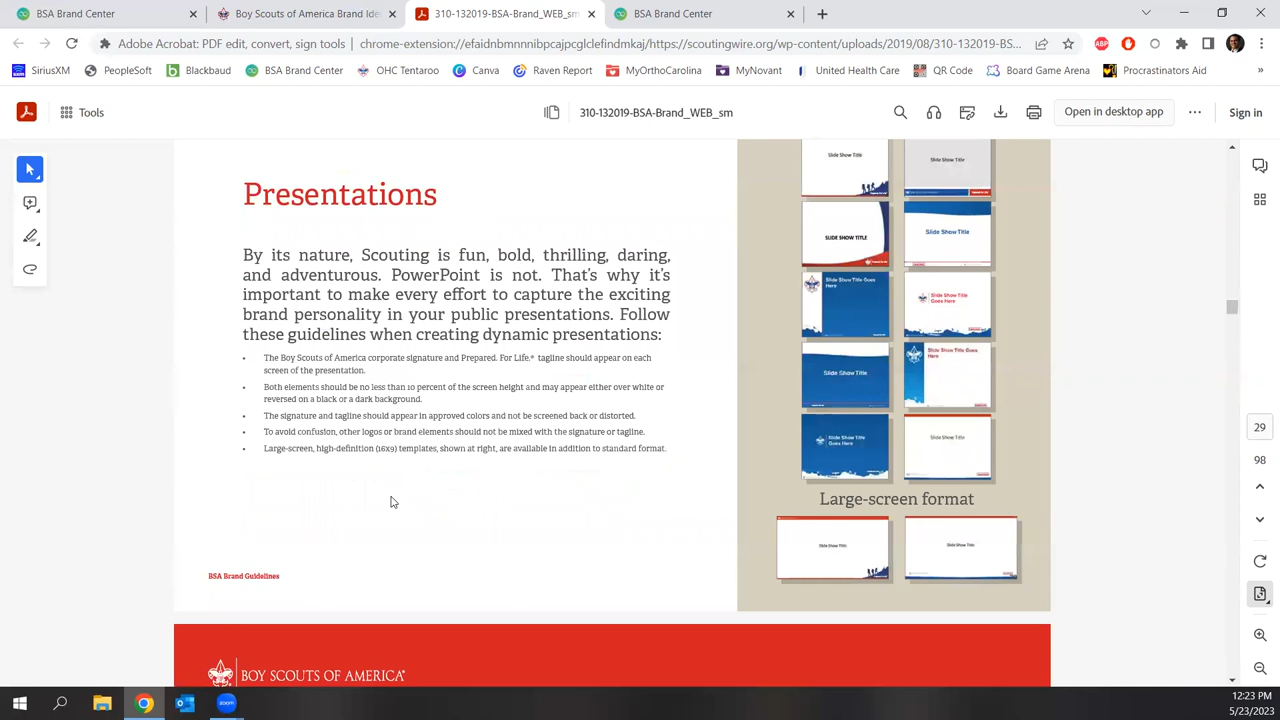 Boy Scouts of America - BSA Br
Boy Scouts of America Ide
310-132019-BSA-Brand_WEB_sm
Boy Scouts of America - BSA Br
Adobe Acrobat: PDF edit, convert, sign tools | chrome-extension://efaidnbmnnnibpcajpcglclefindmkaj/https://scoutingwire.org/wp-content/uploads/2019/08/310-132019-BS...
SiriusXM
PeopleSoft
Blackbaud
BSA Brand Center
OHC Tentaroo
Canva
Raven Report
MyOrthoCarolina
MyNovant
United Health Care
QR Code
Board Game Arena
Procrastinators Aid
»
Tools
310-132019-BSA-Brand_WEB_sm
Open in desktop app
Sign in
Presentations
By its nature, Scouting is fun, bold, thrilling, daring,
and adventurous. PowerPoint is not. That's why it's
important to make every effort to capture the exciting
brand personality in your public presentations. Follow
these guidelines when creating dynamic presentations:
• The Boy Scouts of America corporate signature and Prepared. For Life.® tagline should appear on each
screen of the presentation.
• Both elements should be no less than 10 percent of the screen height and may appear either over white or
reversed on a black or a dark background.
• The signature and tagline should appear in approved colors and not be screened back or distorted.
• To avoid confusion, other logos or brand elements should not be mixed with the signature or tagline.
• Large-screen, high-definition (16x9) templates, shown at right, are available in addition to standard format.
BSA Brand Guidelines
Slide Show Title
Slide Show Title
SLIDE SHOW TITLE
Slide Show Title
Slide Show Title Goes
Here
Slide Show Title
Goes Here
Slide Show Title
Slide Show Title Goes
Here
Slide Show Title
Goes Here
Slide Show Title
Large-screen format
Slide Show Title
Slide Show Title
BOY SCOUTS OF AMERICA®
29
98
12:23 PM
5/23/2023